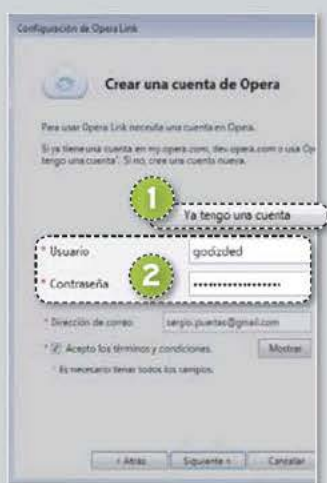 Configuración de Opera Link
Crear una cuenta de Opera
Para usar Opera Link necesita una cuenta en Opera.
Si ya tiene una cuenta en my.opera.com, dev.opera.com o usa Op
tengo una cuenta". Si no, cree una cuenta nueva.
1
Ya tengo una cuenta
* Usuario godizded
* Contraseña ••••••••••••••••••
2
* Dirección de correo: sergio.puertas@gmail.com
* Acepto los términos y condiciones. Mostrar
* Es necesario llenar todos los campos.
< Atrás Siguiente > Cancelar